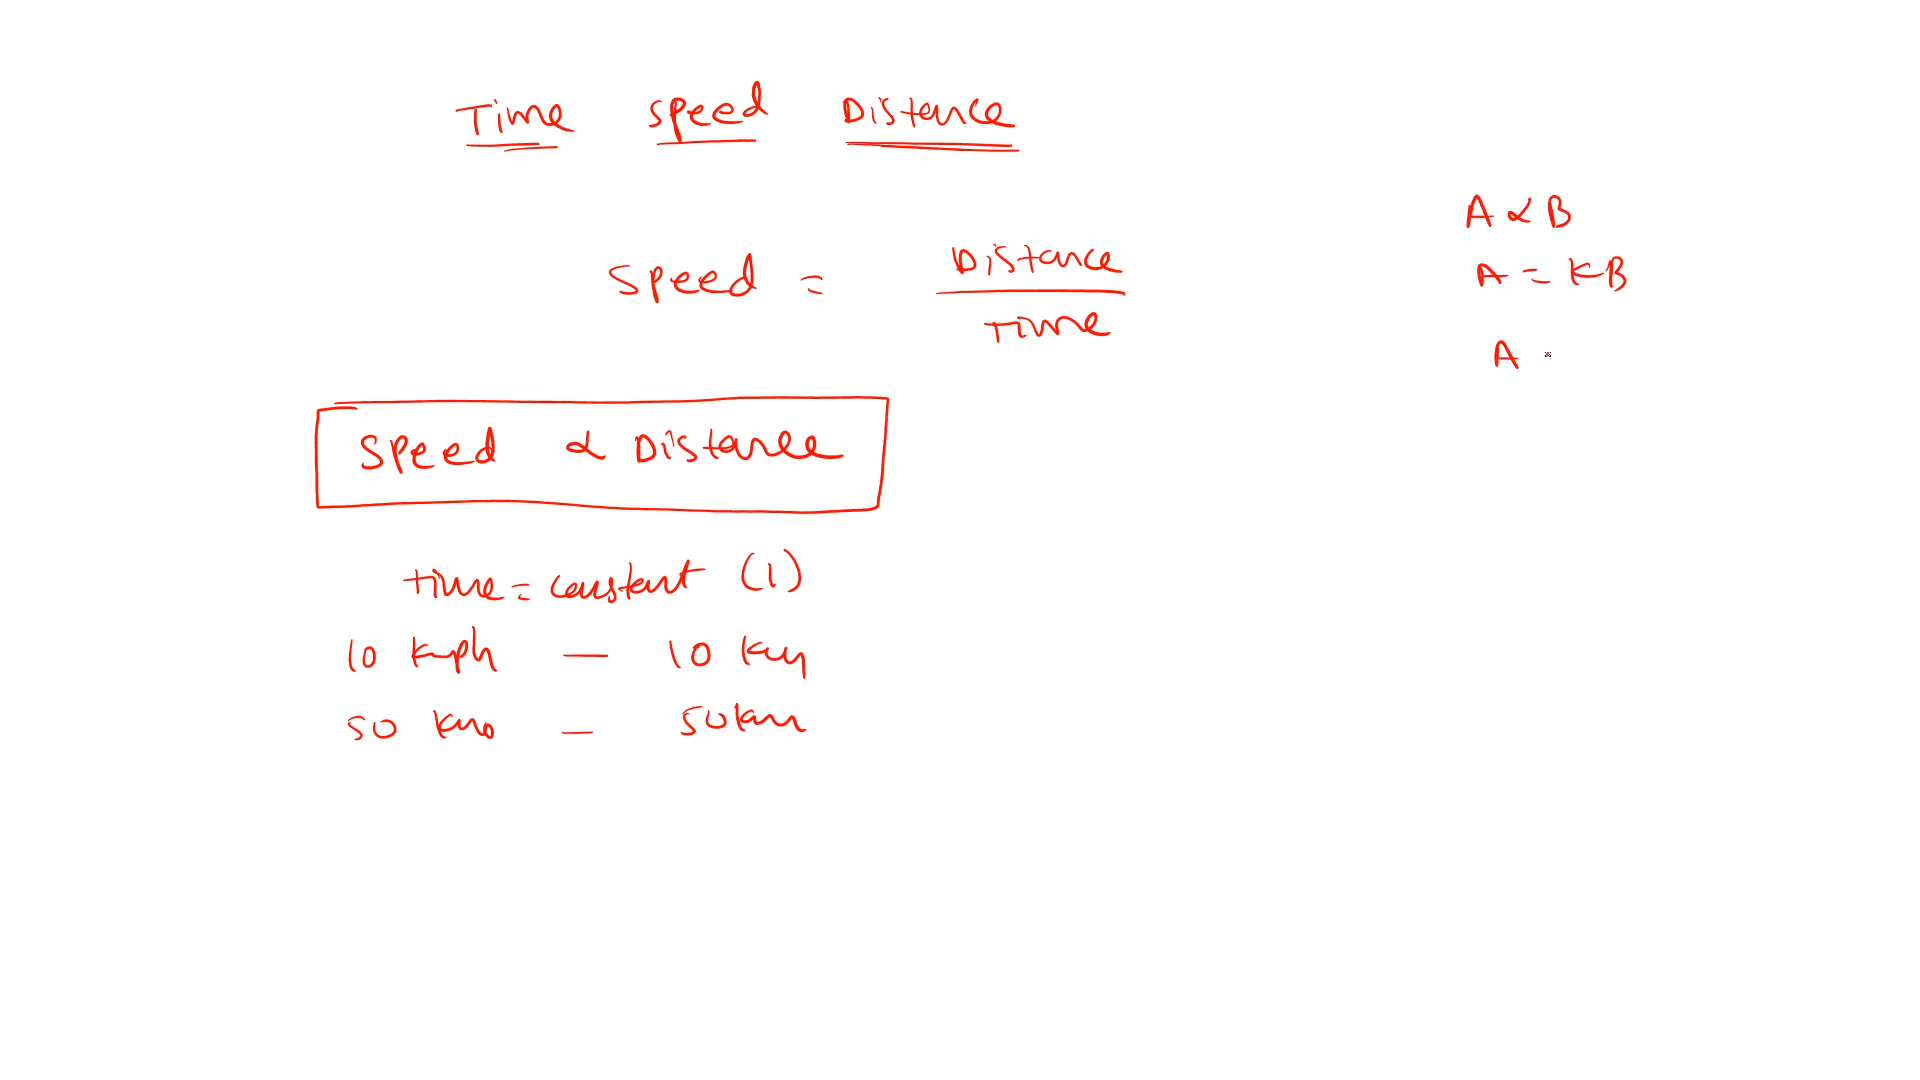 Time Speed Distance
Speed = Distance / Time
Speed ∝ Distance
time = constant (1)
10 kmph — 10 km
50 km — 50 km
A ∝ B
A = KB
A